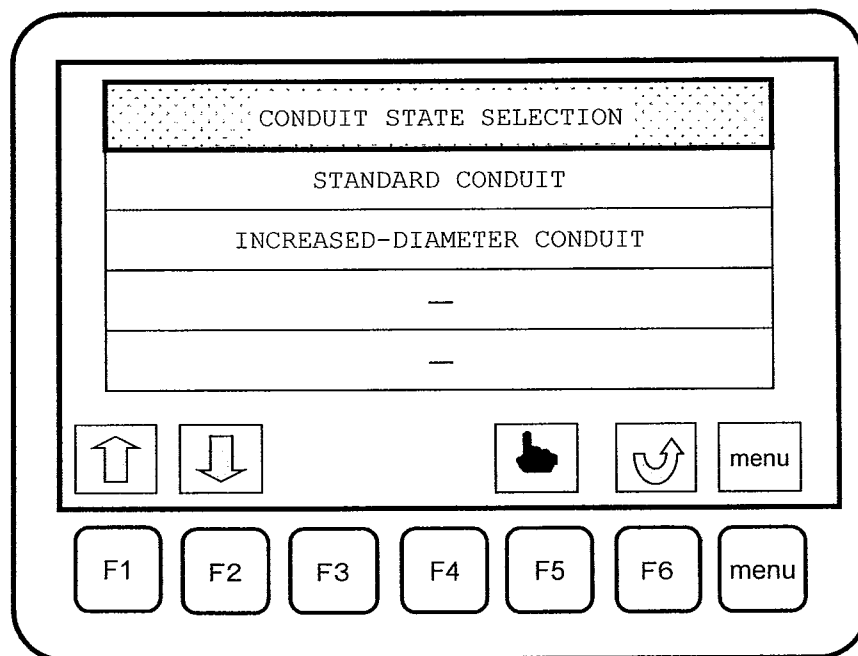 CONDUIT STATE SELECTION
STANDARD CONDUIT
INCREASED-DIAMETER CONDUIT
—
—
menu
F1 F2 F3 F4 F5 F6 menu